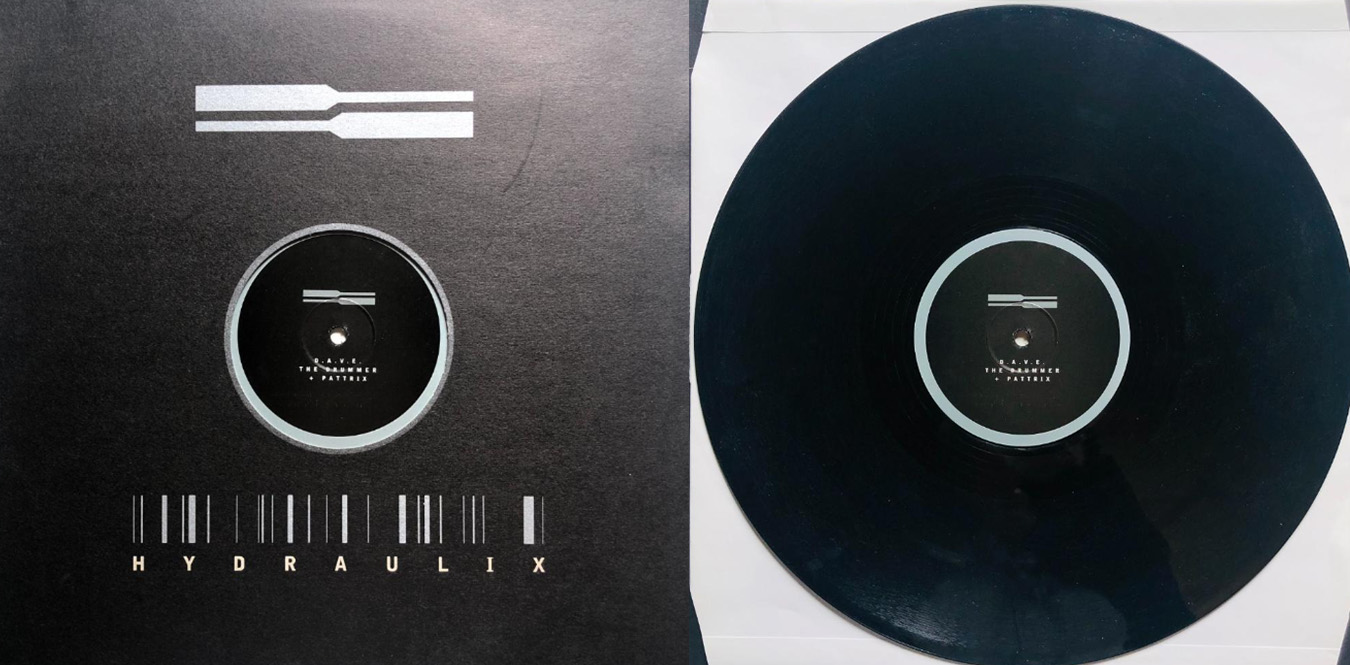 D.A.V.E.
THE DRUMMER
+ PATTRIX
HYDRAULIX
D.A.V.E.
THE DRUMMER
+ PATTRIX